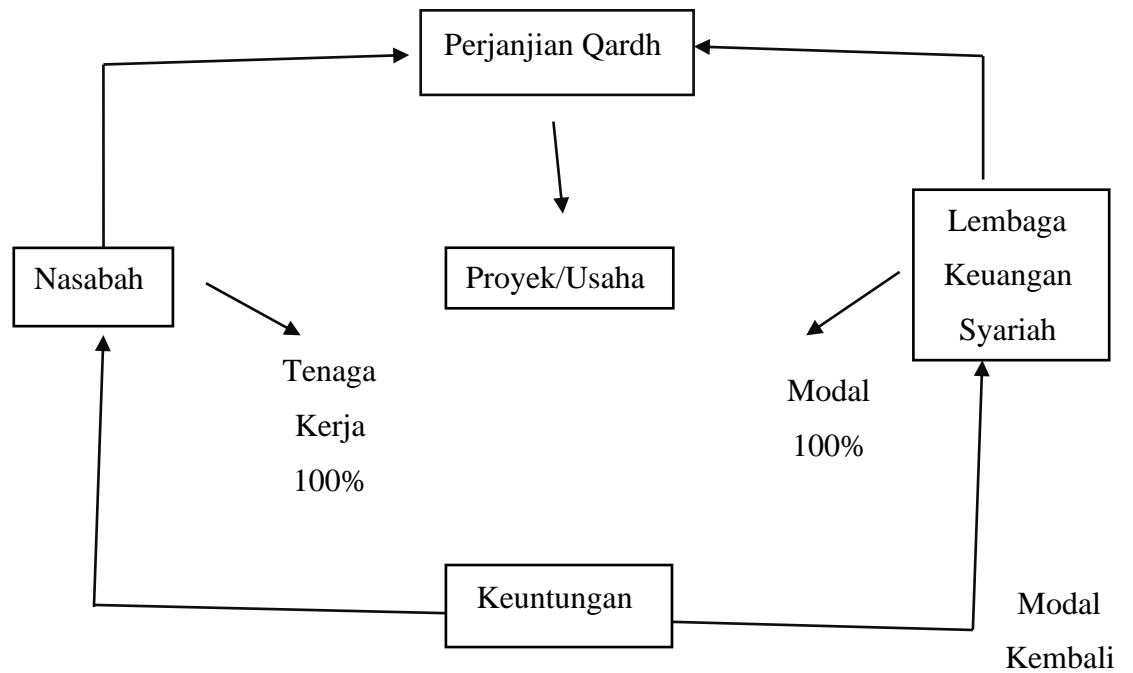 Perjanjian Qardh
Nasabah
Proyek/Usaha
Lembaga
Keuangan
Syariah
Tenaga
Kerja
100%
Modal
100%
Keuntungan
Modal
Kembali